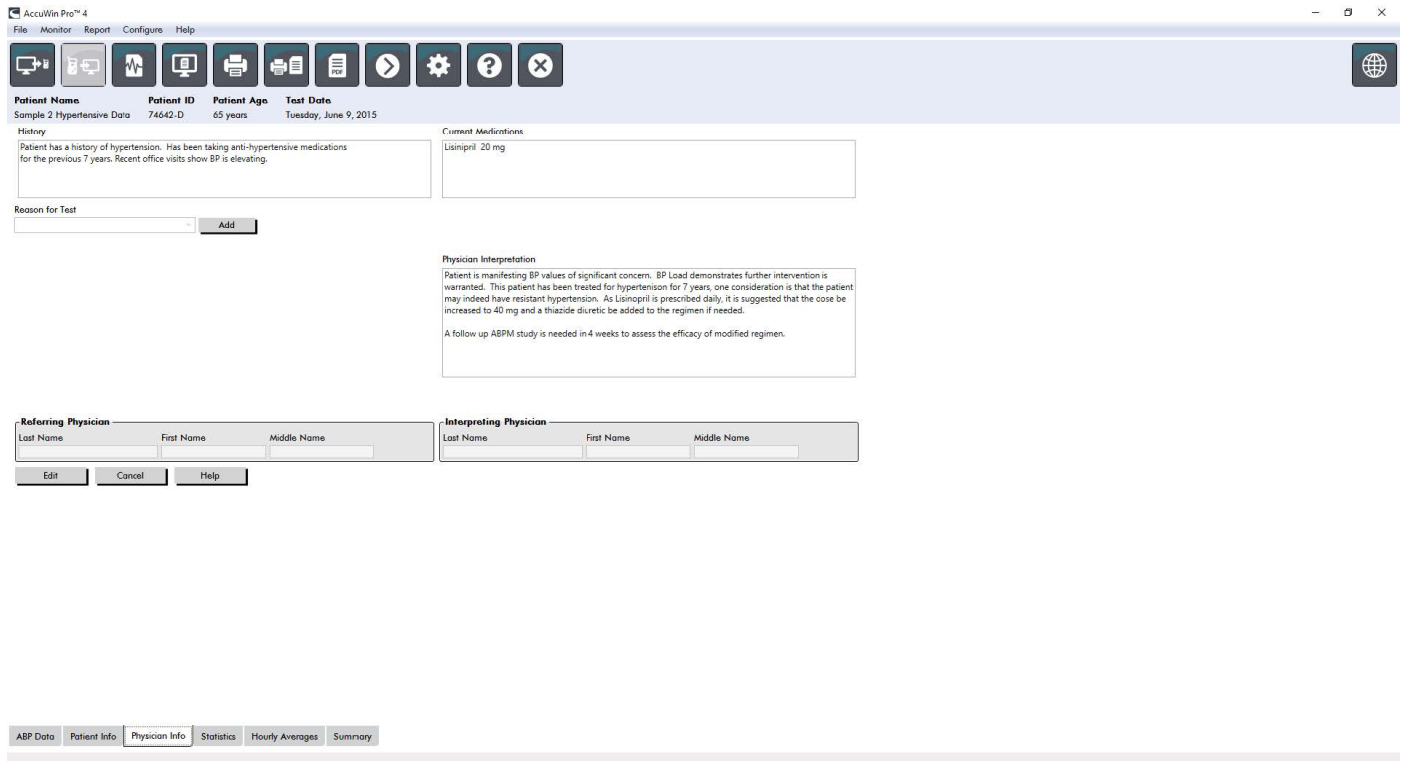 AccuWin Pro™ 4
File Monitor Report Configure Help
PDF
Patient Name Patient ID Patient Age Test Date
Sample 2 Hypertensive Data 74642-D 65 years Tuesday, June 9, 2015
History Current Medications
Patient has a history of hypertension. Has been taking anti-hypertensive medications
for the previous 7 years. Recent office visits show BP is elevating.
Lisinipril 20 mg
Reason for Test
Add
Physician Interpretation
Patient is manifesting BP values of significant concern. BP Load demonstrates further intervention is
warranted. This patient has been treated for hypertenison for 7 years, one consideration is that the patient
may indeed have resistant hypertension. As Lisinopril is prescribed daily, it is suggested that the cose be
increased to 40 mg and a thiazide diuretic be added to the regimen if needed.
A follow up ABPM study is needed in 4 weeks to assess the efficacy of modified regimen.
Referring Physician Interpreting Physician
Last Name First Name Middle Name Last Name First Name Middle Name
Edit Cancel Help
ABP Data Patient Info Physician Info Statistics Hourly Averages Summary